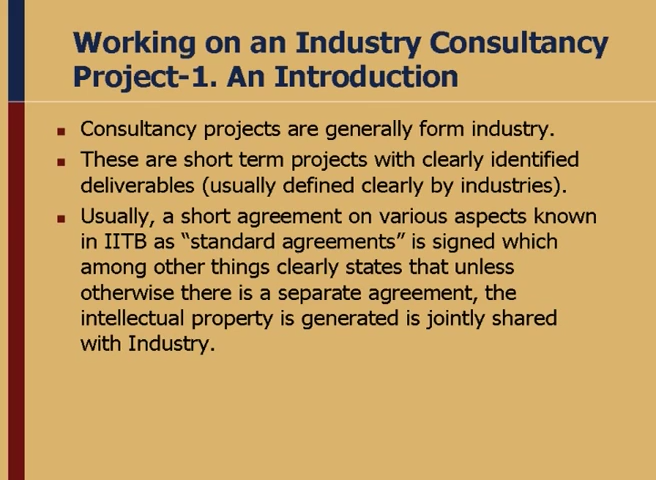 Working on an Industry Consultancy
Project-1. An Introduction
Consultancy projects are generally form industry.
These are short term projects with clearly identified
deliverables (usually defined clearly by industries).
Usually, a short agreement on various aspects known
in IITB as “standard agreements” is signed which
among other things clearly states that unless
otherwise there is a separate agreement, the
intellectual property is generated is jointly shared
with Industry.